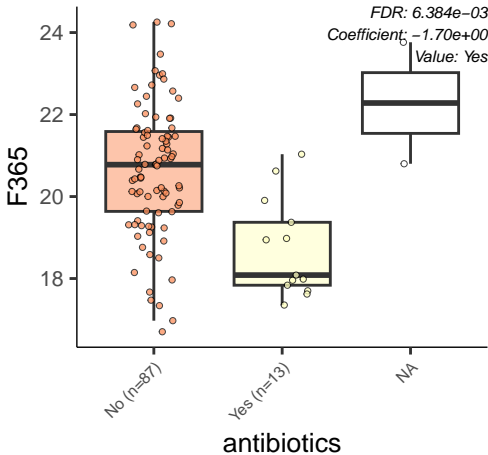 FDR: 6.384e−03
Coefficient: −1.70e+00
Value: Yes
24
22
20
18
F365
No (n=87)
Yes (n=13)
NA
antibiotics